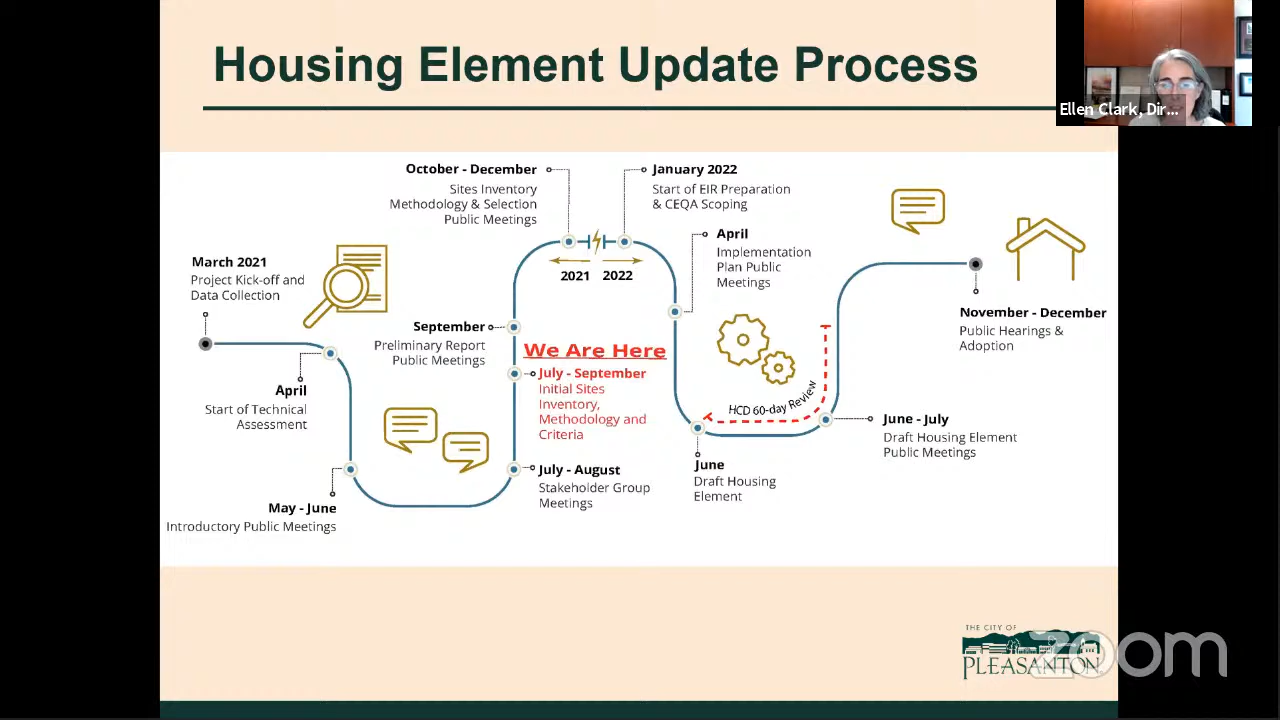 Housing Element Update Process
Ellen Clark, Dir...
March 2021
Project Kick-off and
Data Collection
April
Start of Technical
Assessment
May - June
Introductory Public Meetings
July - August
Stakeholder Group
Meetings
We Are Here
July - September
Initial Sites
Inventory,
Methodology and
Criteria
September
Preliminary Report
Public Meetings
October - December
Sites Inventory
Methodology & Selection
Public Meetings
2021
2022
January 2022
Start of EIR Preparation
& CEQA Scoping
April
Implementation
Plan Public
Meetings
June
Draft Housing
Element
HCD 60-day Review
June - July
Draft Housing Element
Public Meetings
November - December
Public Hearings &
Adoption
THE CITY OF
PLEASANTON
zoom